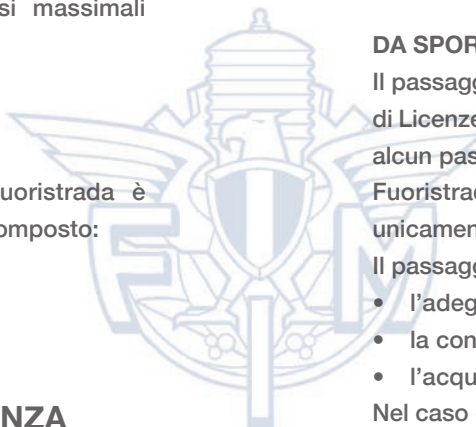 si massimali
uoristrada è
omposto:
NZA
DA SPOR
Il passagg
di Licenze
alcun pas
Fuoristrad
unicamen
Il passagg
• l’adeg
• la con
• l’acqu
Nel caso
F M